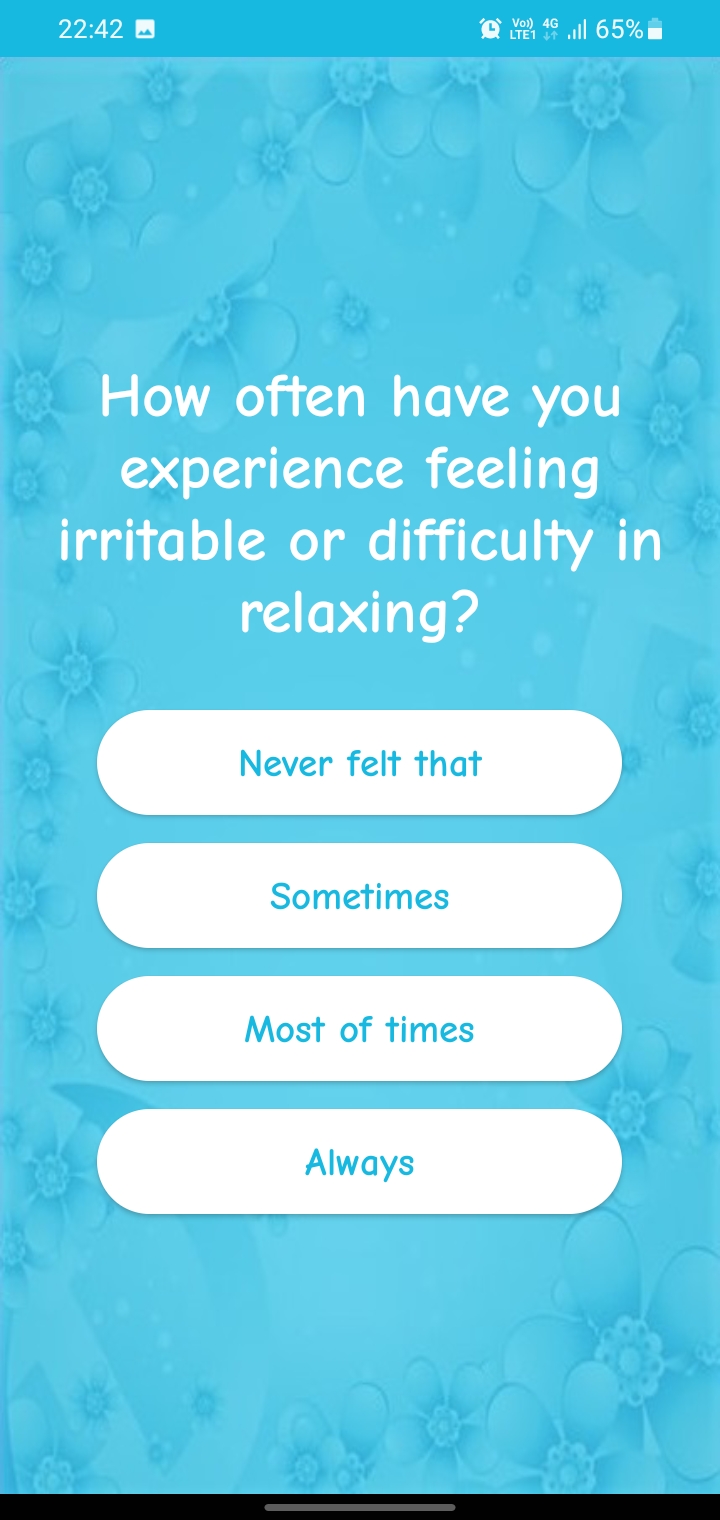 22:42 Vo)) LTE1 4G 65%
How often have you
experience feeling
irritable or difficulty in
relaxing?
Never felt that
Sometimes
Most of times
Always